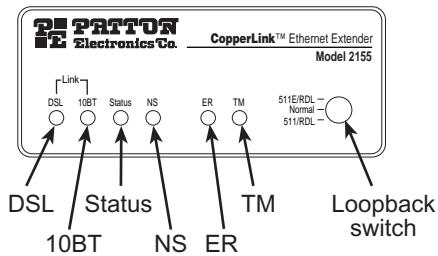 PATTON
Electronics Co.
CopperLink™ Ethernet Extender
Model 2155
Link
DSL 10BT Status NS ER TM
511E/RDL
Normal
511/RDL
DSL Status TM Loopback switch
10BT NS ER